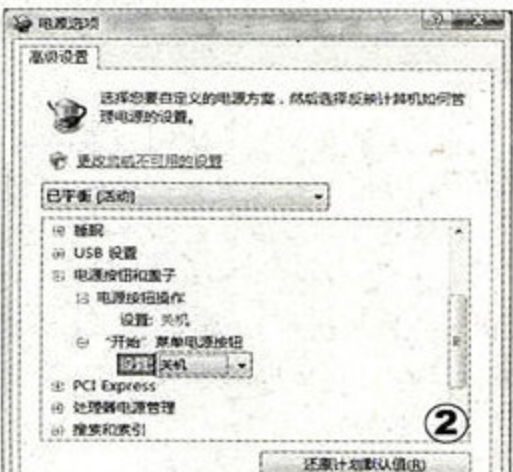 电源选项
高级设置
选择您要自定义的电源方案，然后选择反映计算机如何管
理电源的设置。
更改当前不可用的设置
已平衡 (活动)
睡眠
USB 设置
电源按钮和盖子
电源按钮操作
设置: 关机
“开始”菜单电源按钮
设置: 关机
PCI Express
处理器电源管理
搜索和索引
②
还原计划默认值(R)